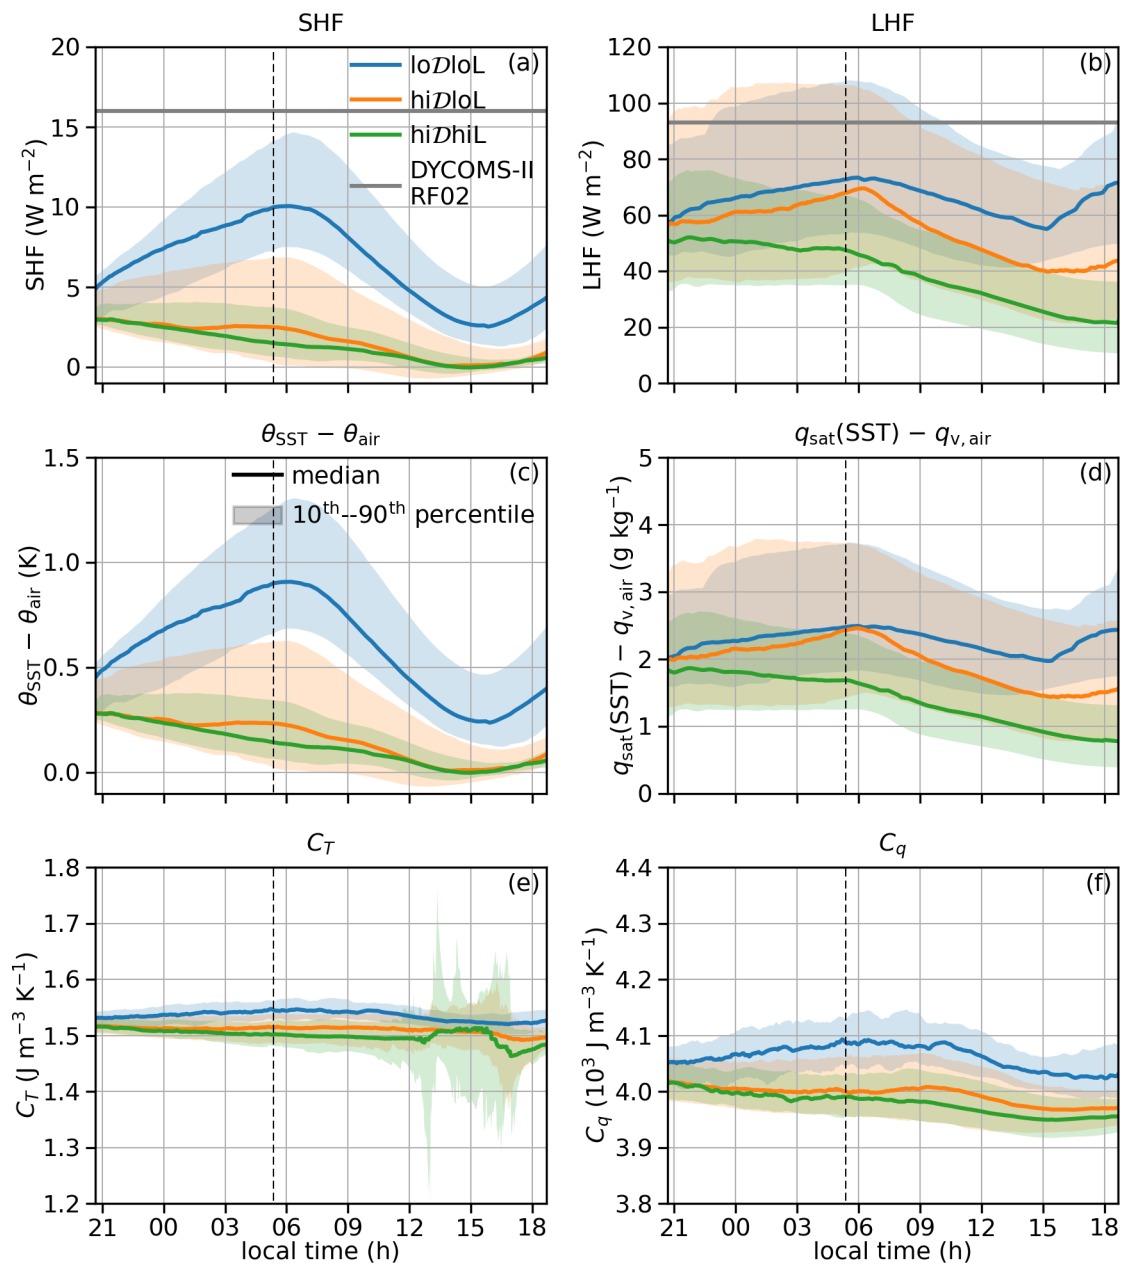 SHF
SHF (W m⁻²)
20
15
10
5
0
(a)
lo𝒟loL
hi𝒟loL
hi𝒟hiL
DYCOMS-II
RF02
LHF
LHF (W m⁻²)
120
100
80
60
40
20
0
(b)
θSST − θair
θSST − θair (K)
1.5
1.0
0.5
0.0
(c)
median
10th--90th percentile
qsat(SST) − qv, air
qsat(SST) − qv, air (g kg⁻¹)
5
4
3
2
1
0
(d)
CT
CT (J m⁻³ K⁻¹)
1.8
1.7
1.6
1.5
1.4
1.3
1.2
(e)
21 00 03 06 09 12 15 18
local time (h)
Cq
Cq (10³ J m⁻³ K⁻¹)
4.4
4.3
4.2
4.1
4.0
3.9
3.8
(f)
21 00 03 06 09 12 15 18
local time (h)